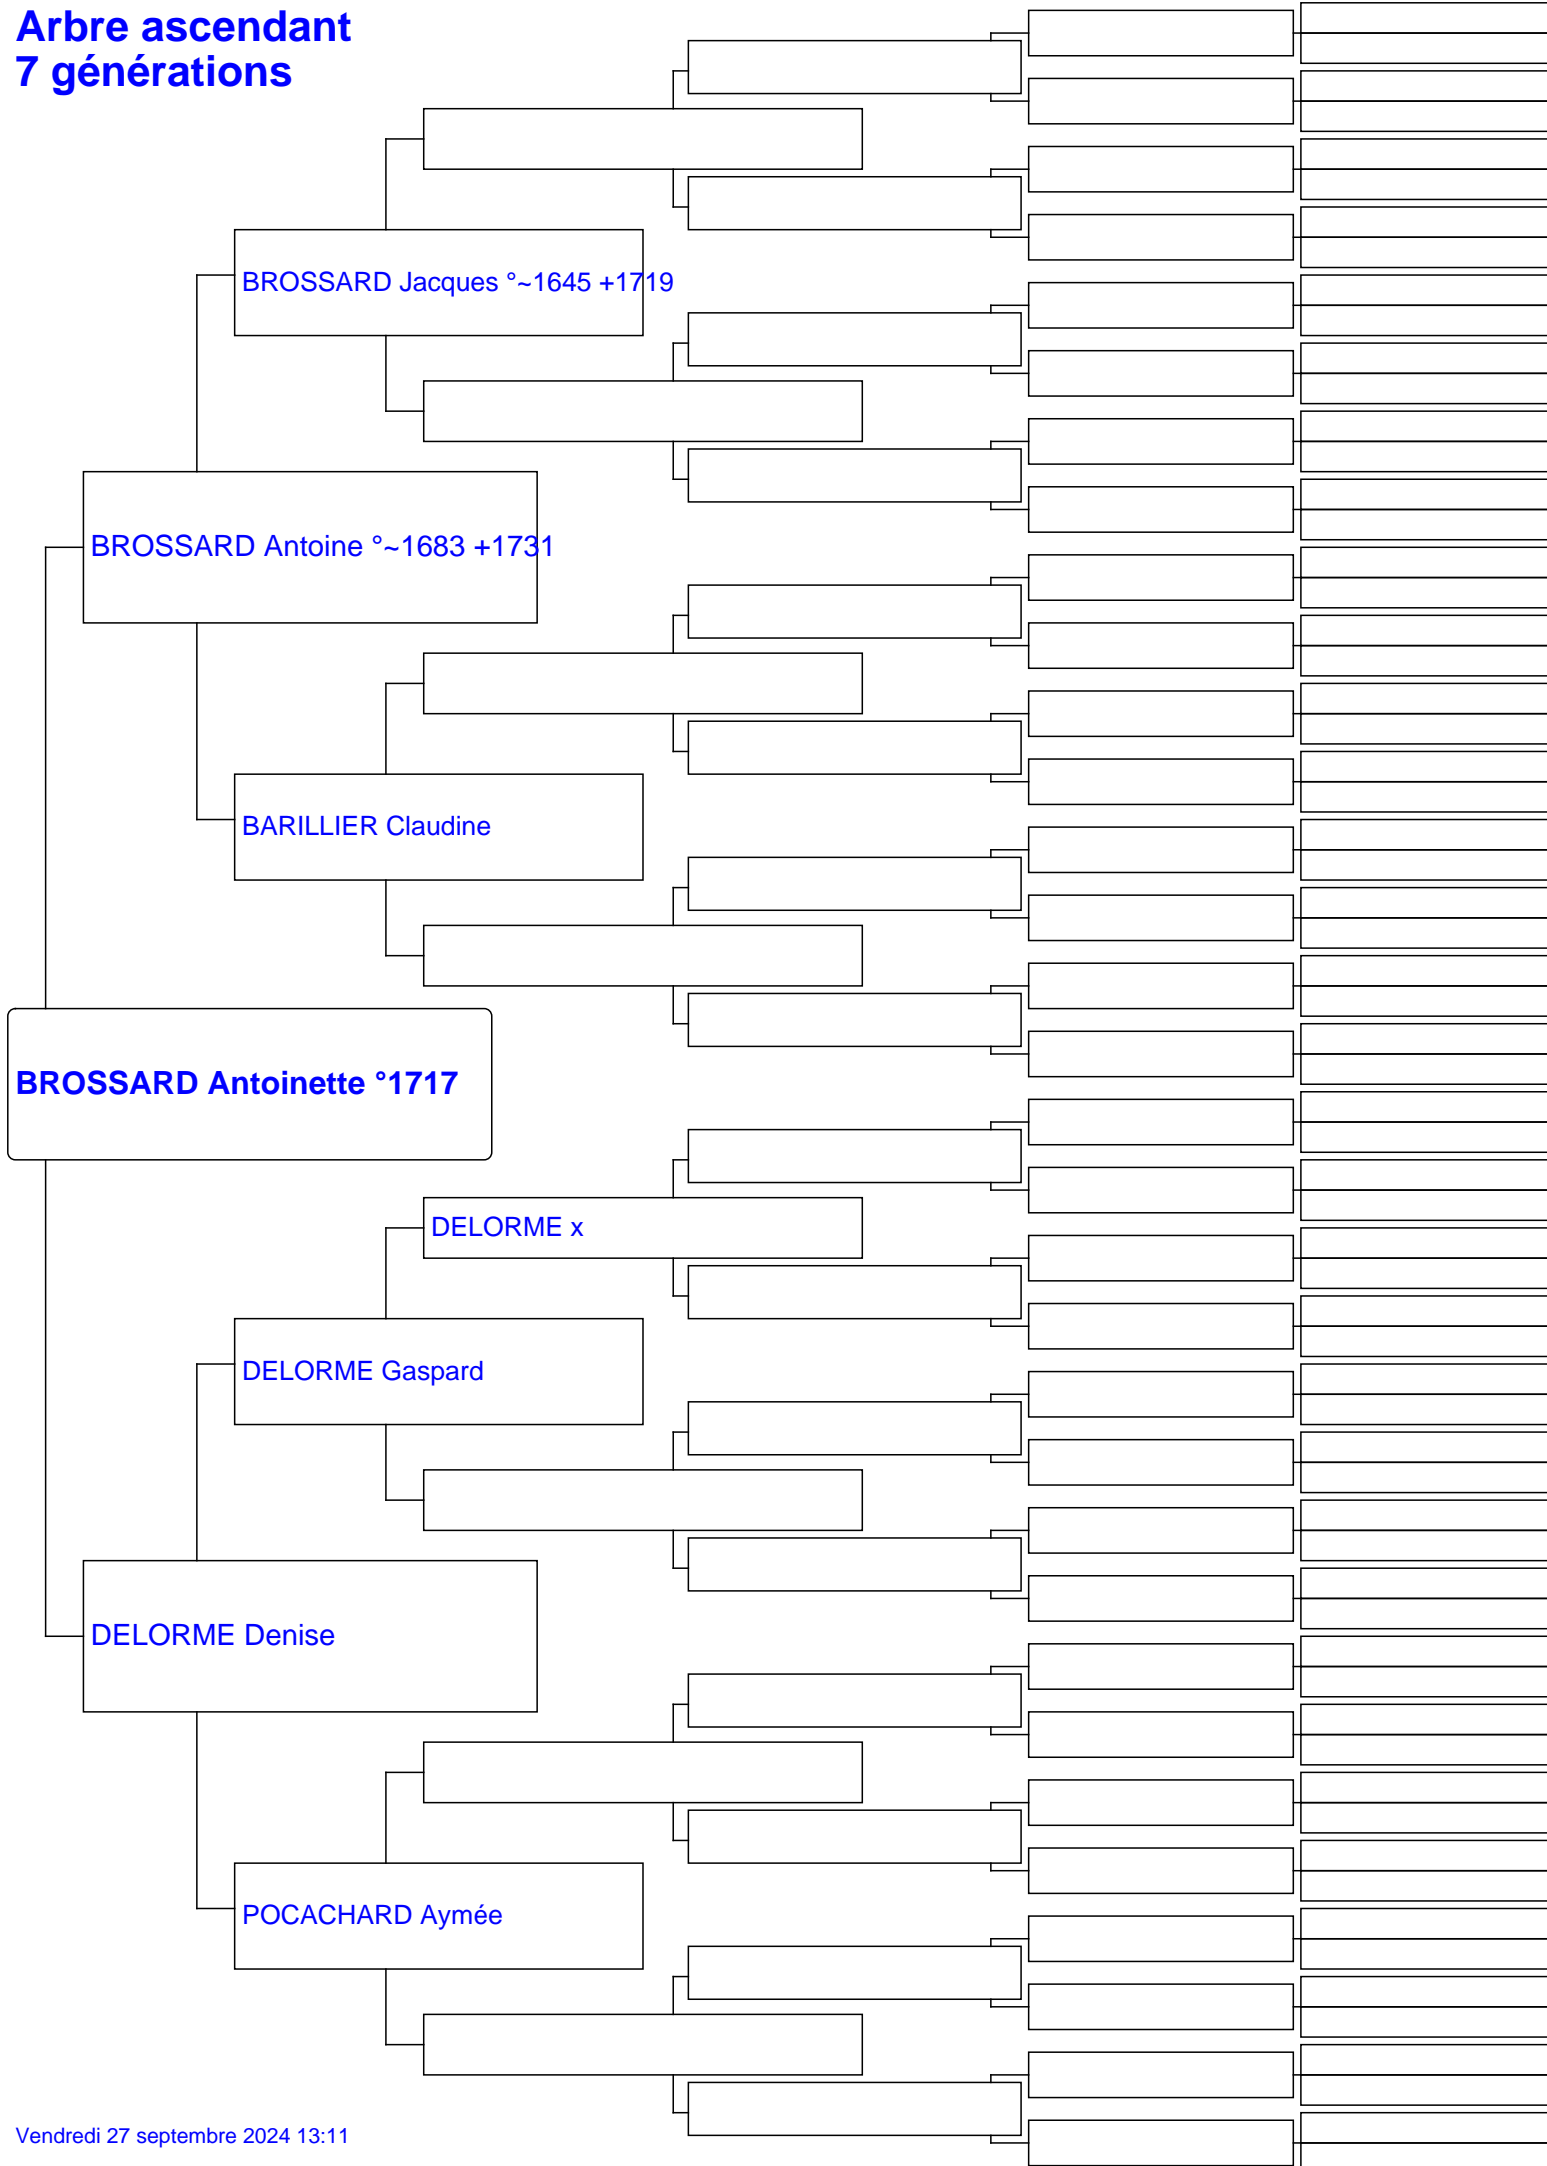 Arbre ascendant
7 générations
BROSSARD Jacques °~1645 +1719
BROSSARD Antoine °~1683 +1731
BARILLIER Claudine
BROSSARD Antoinette °1717
DELORME x
DELORME Gaspard
DELORME Denise
POCACHARD Aymée
Vendredi 27 septembre 2024 13:11